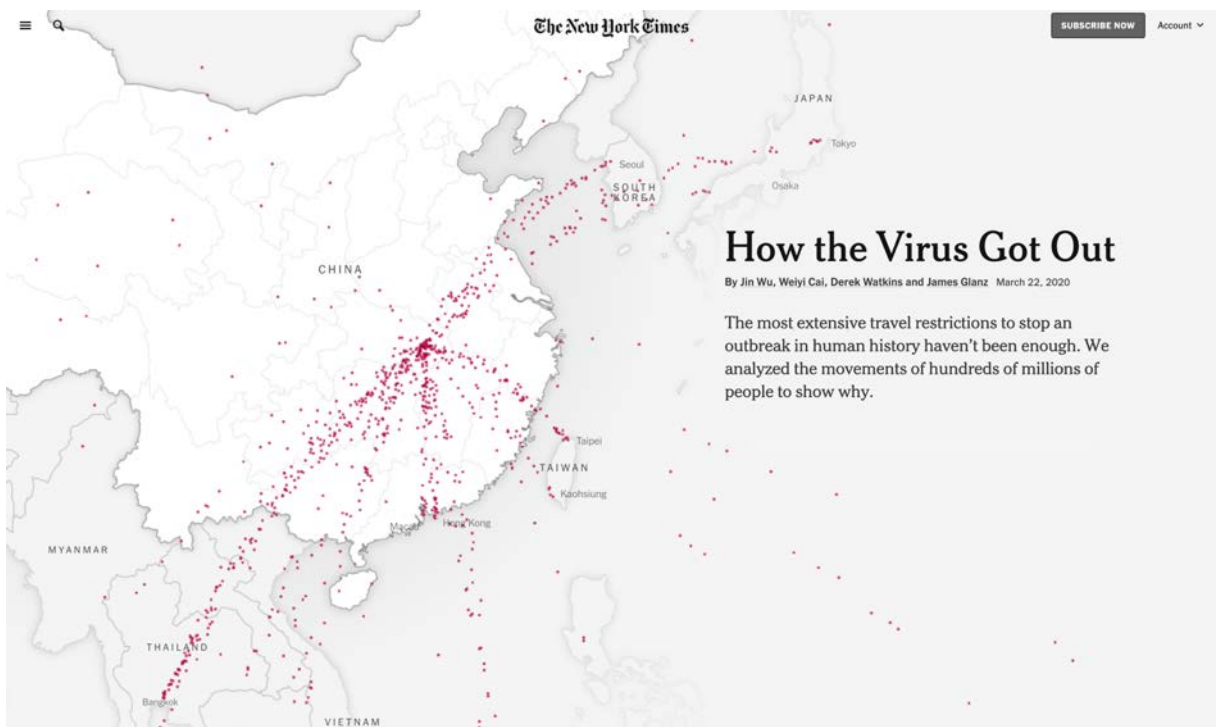 The New York Times
SUBSCRIBE NOW
Account
JAPAN
Tokyo
Seoul
SOUTH
KOREA
Osaka
How the Virus Got Out
By Jin Wu, Weiyi Cai, Derek Watkins and James Glanz March 22, 2020
CHINA
The most extensive travel restrictions to stop an
outbreak in human history haven't been enough. We
analyzed the movements of hundreds of millions of
people to show why.
Taipei
TAIWAN
Kaohsiung
Macau
Hong Kong
MYANMAR
THAILAND
Bangkok
VIETNAM